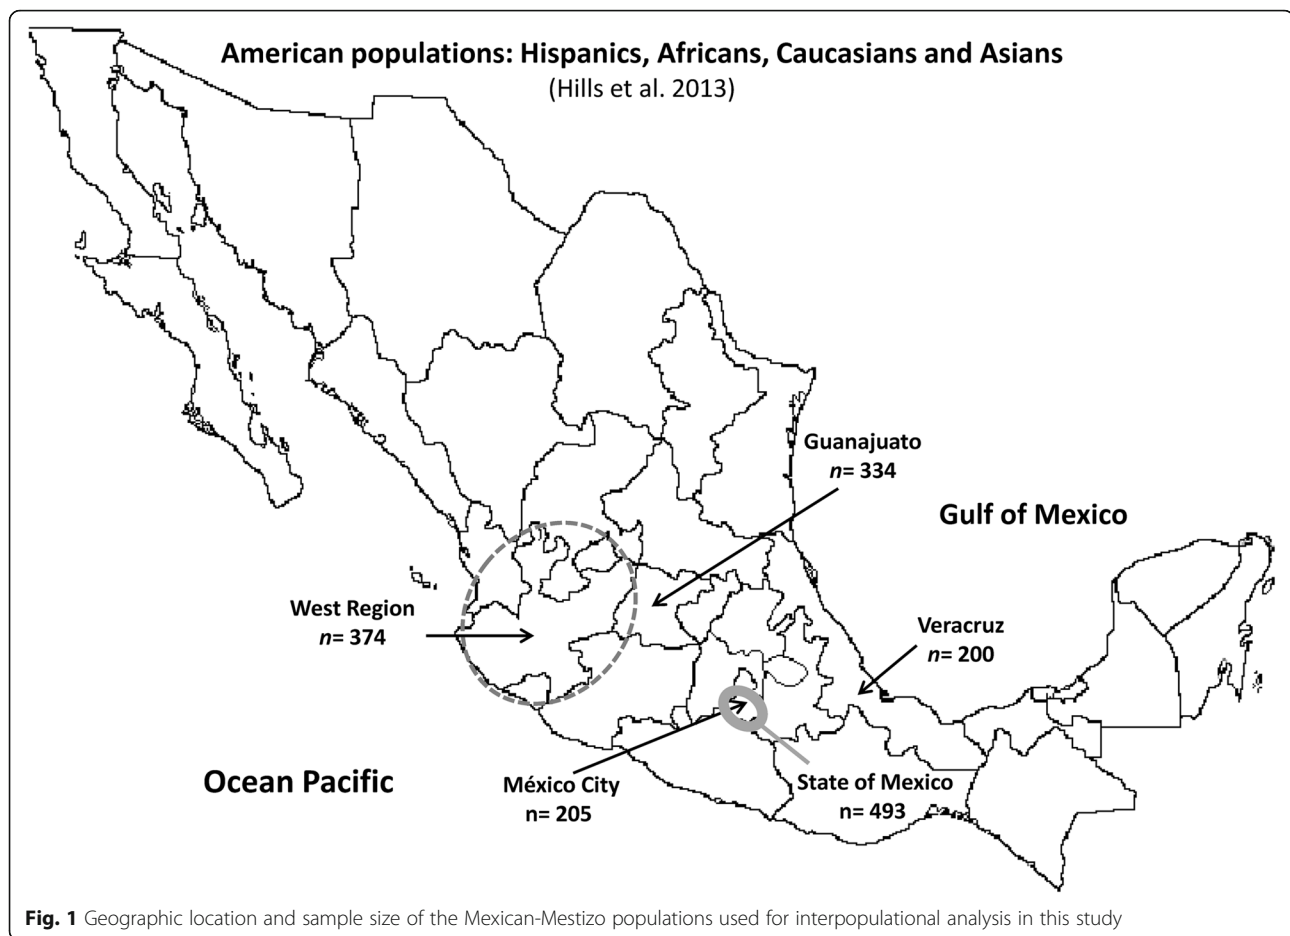 American populations: Hispanics, Africans, Caucasians and Asians
(Hills et al. 2013)
Guanajuato
n= 334
Gulf of Mexico
West Region
n= 374
Veracruz
n= 200
Ocean Pacific
México City
n= 205
State of Mexico
n= 493
Fig. 1 Geographic location and sample size of the Mexican-Mestizo populations used for interpopulational analysis in this study